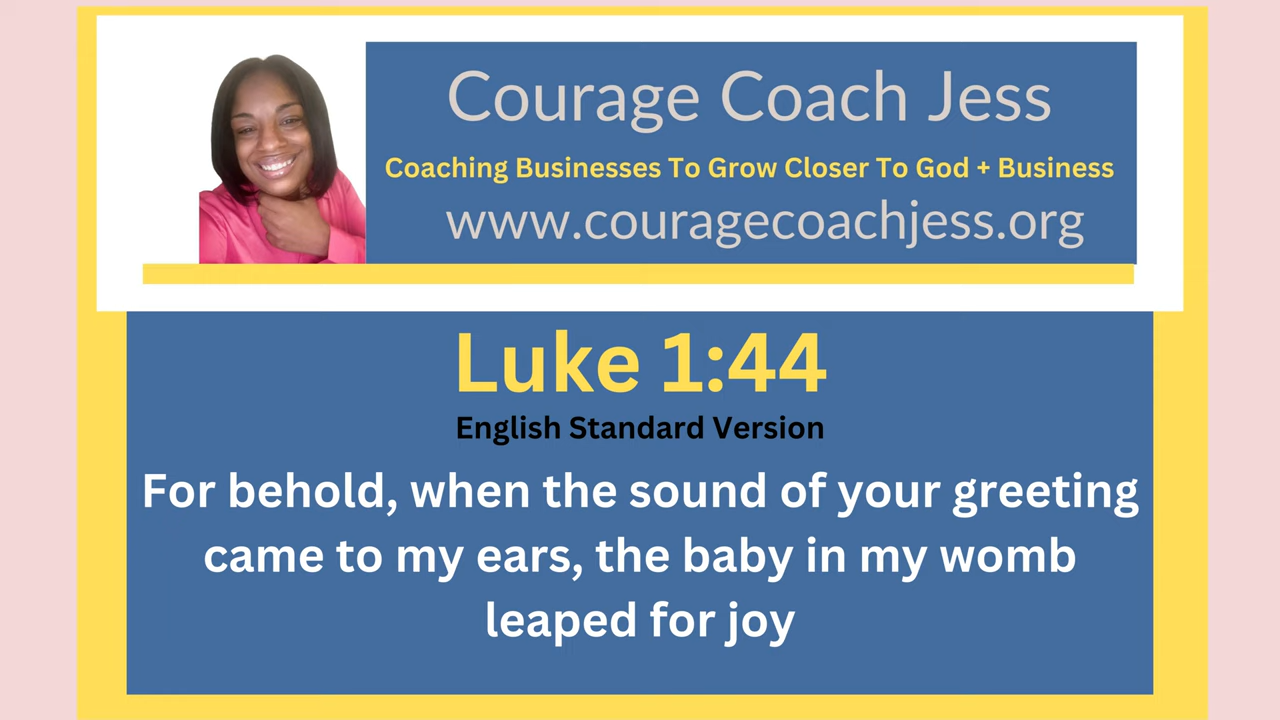 Courage Coach Jess
Coaching Businesses To Grow Closer To God + Business
www.couragecoachjess.org
Luke 1:44
English Standard Version
For behold, when the sound of your greeting
came to my ears, the baby in my womb
leaped for joy